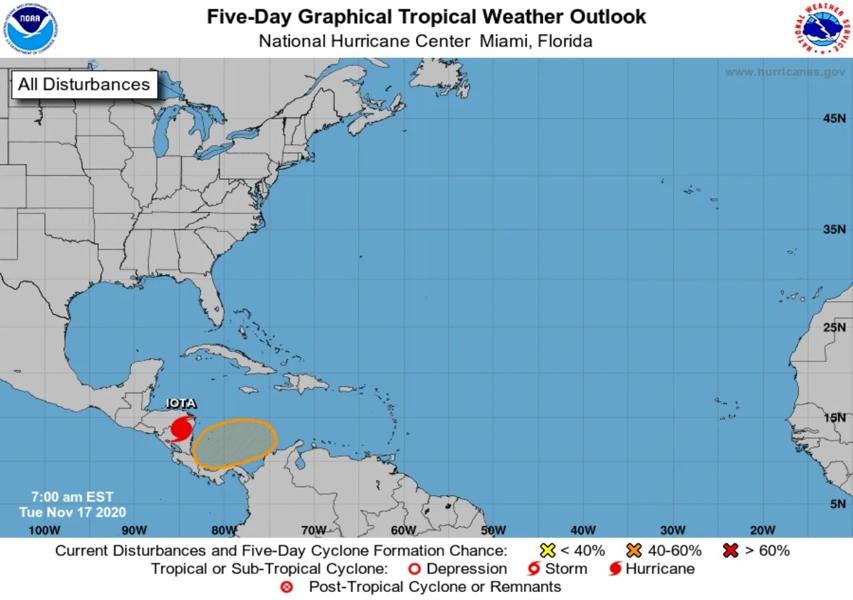 Five-Day Graphical Tropical Weather Outlook
National Hurricane Center Miami, Florida
NOAA
All Disturbances
www.hurricanes.gov
45N
35N
25N
IOTA
15N
7:00 am EST
Tue Nov 17 2020
5N
100W 90W 80W 70W 60W 50W 40W 30W 20W
Current Disturbances and Five-Day Cyclone Formation Chance: < 40% 40-60% > 60%
Tropical or Sub-Tropical Cyclone: Depression Storm Hurricane
Post-Tropical Cyclone or Remnants